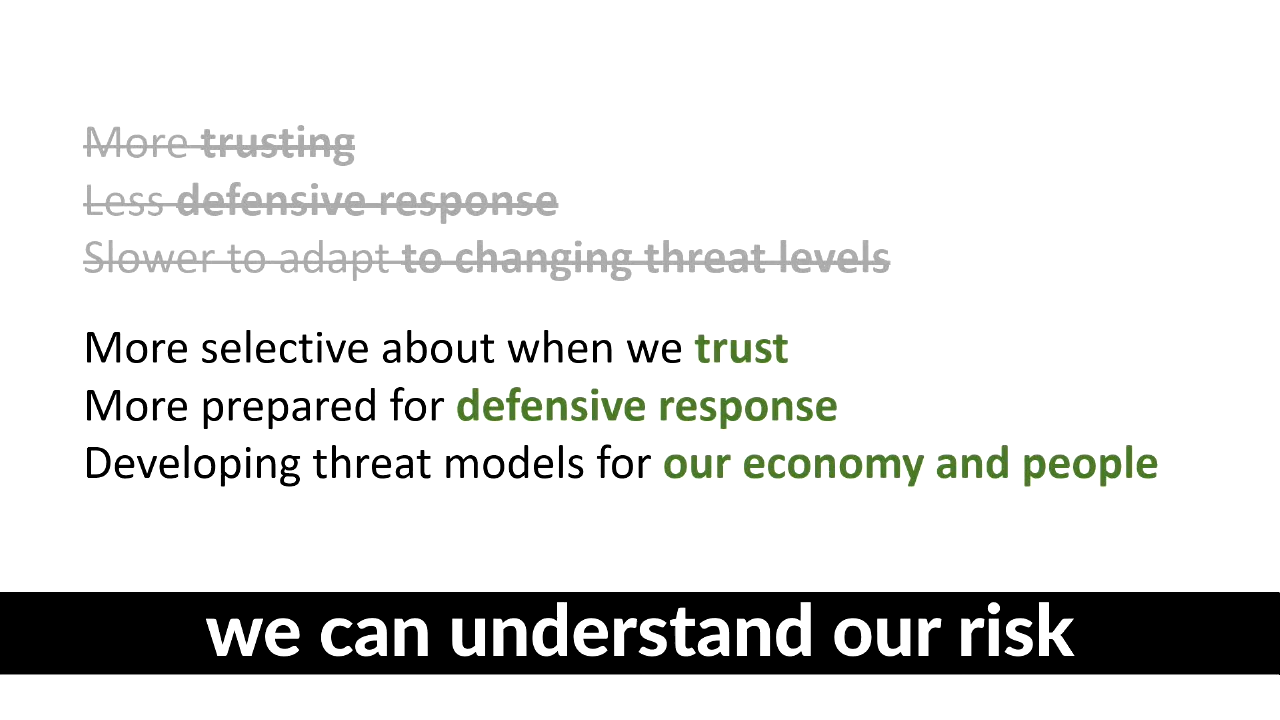 More trusting
Less defensive response
Slower to adapt to changing threat levels
More selective about when we trust
More prepared for defensive response
Developing threat models for our economy and people
we can understand our risk